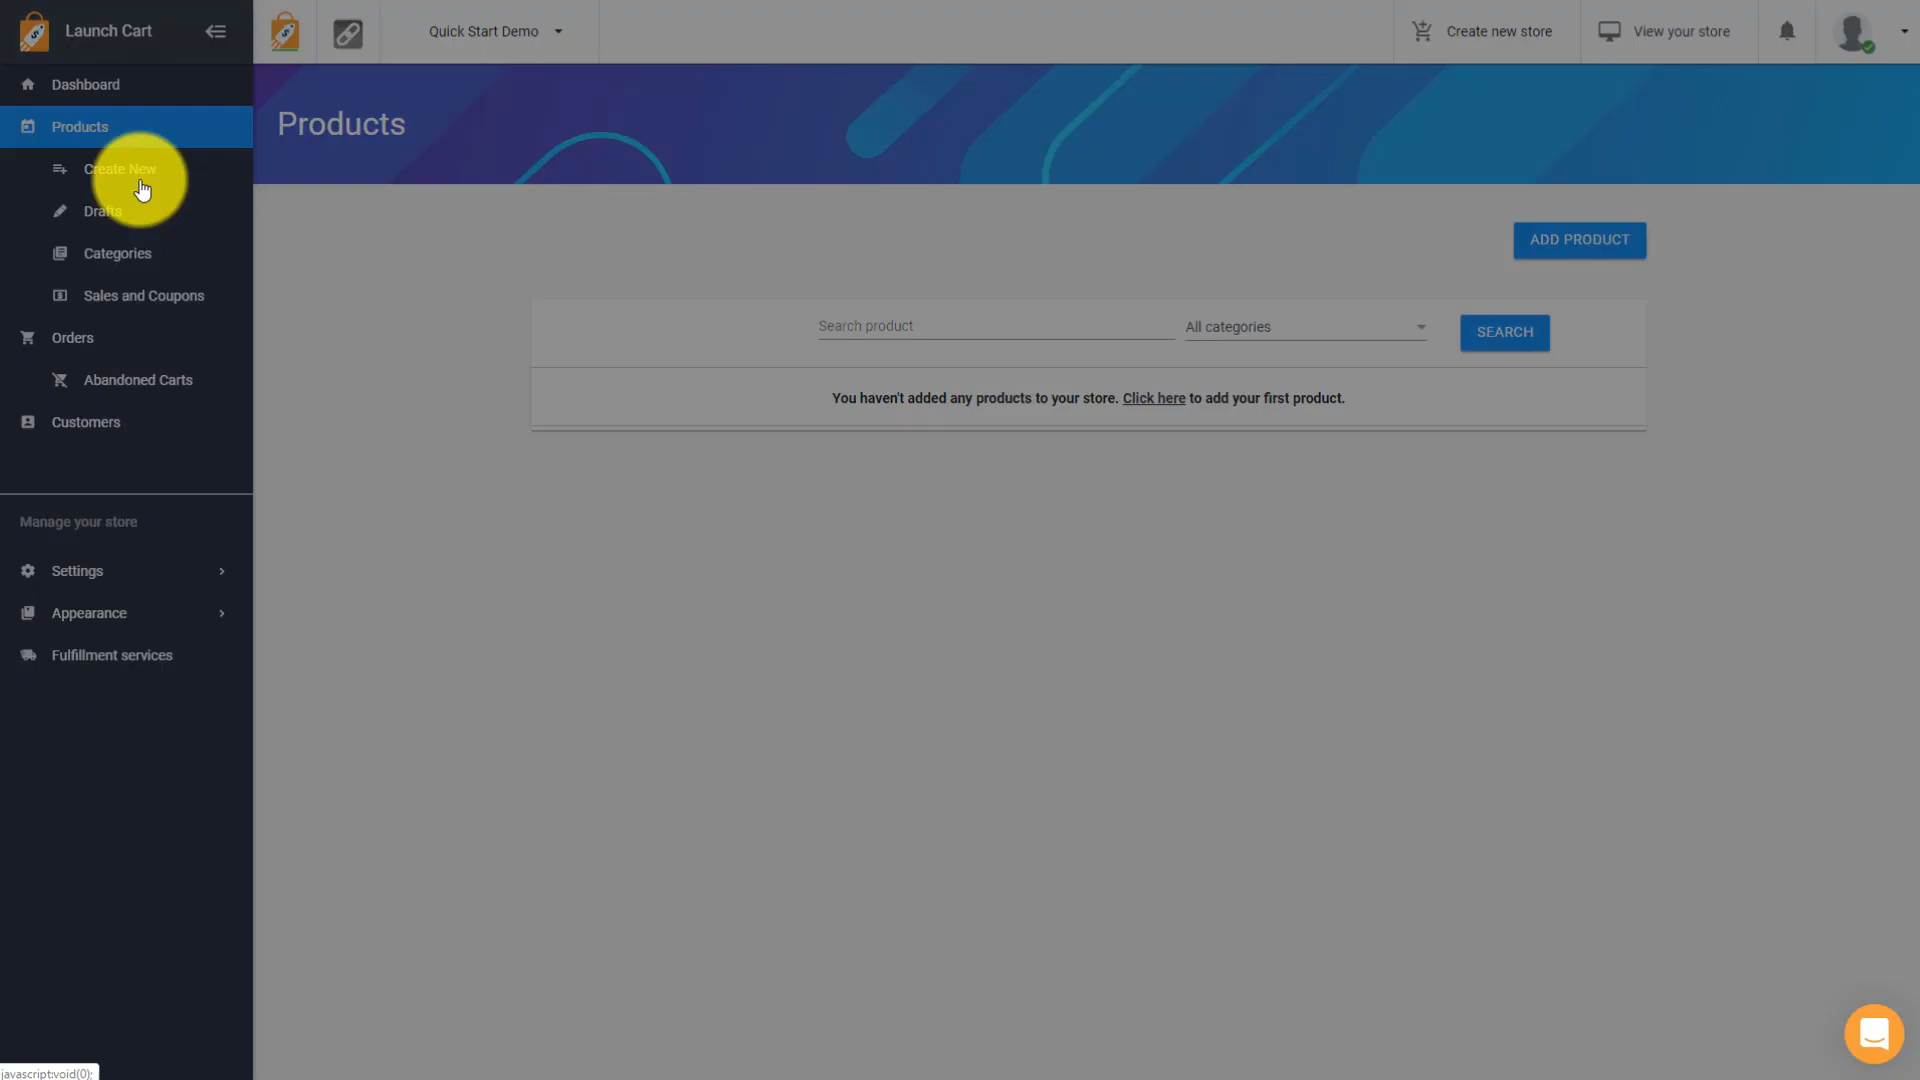 Launch Cart
Quick Start Demo
Create new store
View your store
Dashboard
Products
Create New
Drafts
Categories
Sales and Coupons
Orders
Abandoned Carts
Customers
Manage your store
Settings
Appearance
Fulfillment services
Products
ADD PRODUCT
Search product
All categories
SEARCH
You haven't added any products to your store. Click here to add your first product.
javascript:void(0);